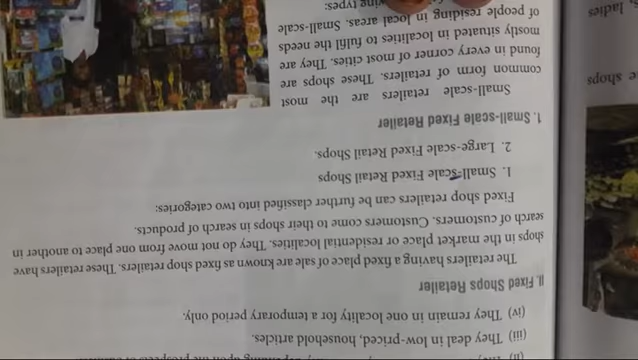 (iii) They deal in low-priced, household articles.
(iv) They remain in one locality for a temporary period only.
II. Fixed Shops Retailer
The retailers having a fixed place of sale are known as fixed shop retailers. These retailers have
shops in the market place or residential localities. They do not move from one place to another in
search of customers. Customers come to their shops in search of products.
Fixed shop retailers can be further classified into two categories:
1. Small-scale Fixed Retail Shops
2. Large-scale Fixed Retail Shops.
1. Small-scale Fixed Retailer
Small-scale retailers are the most
common form of retailers. These shops are
found in every corner of most cities. They are
mostly situated in localities to fulfil the needs
of people residing in local areas. Small-scale
types:
ladies
shops